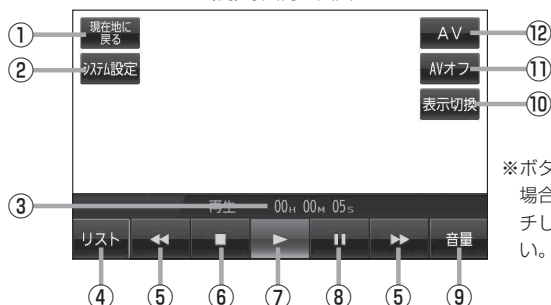 ① 現在地に
戻る
AV ⑫
② システム設定
AVオフ ⑪
表示切換 ⑩
※ボタ
場合
チし
い。
③ 再生 00H 00M 05S
リスト 音量
④ ⑤ ⑥ ⑦ ⑧ ⑤ ⑨